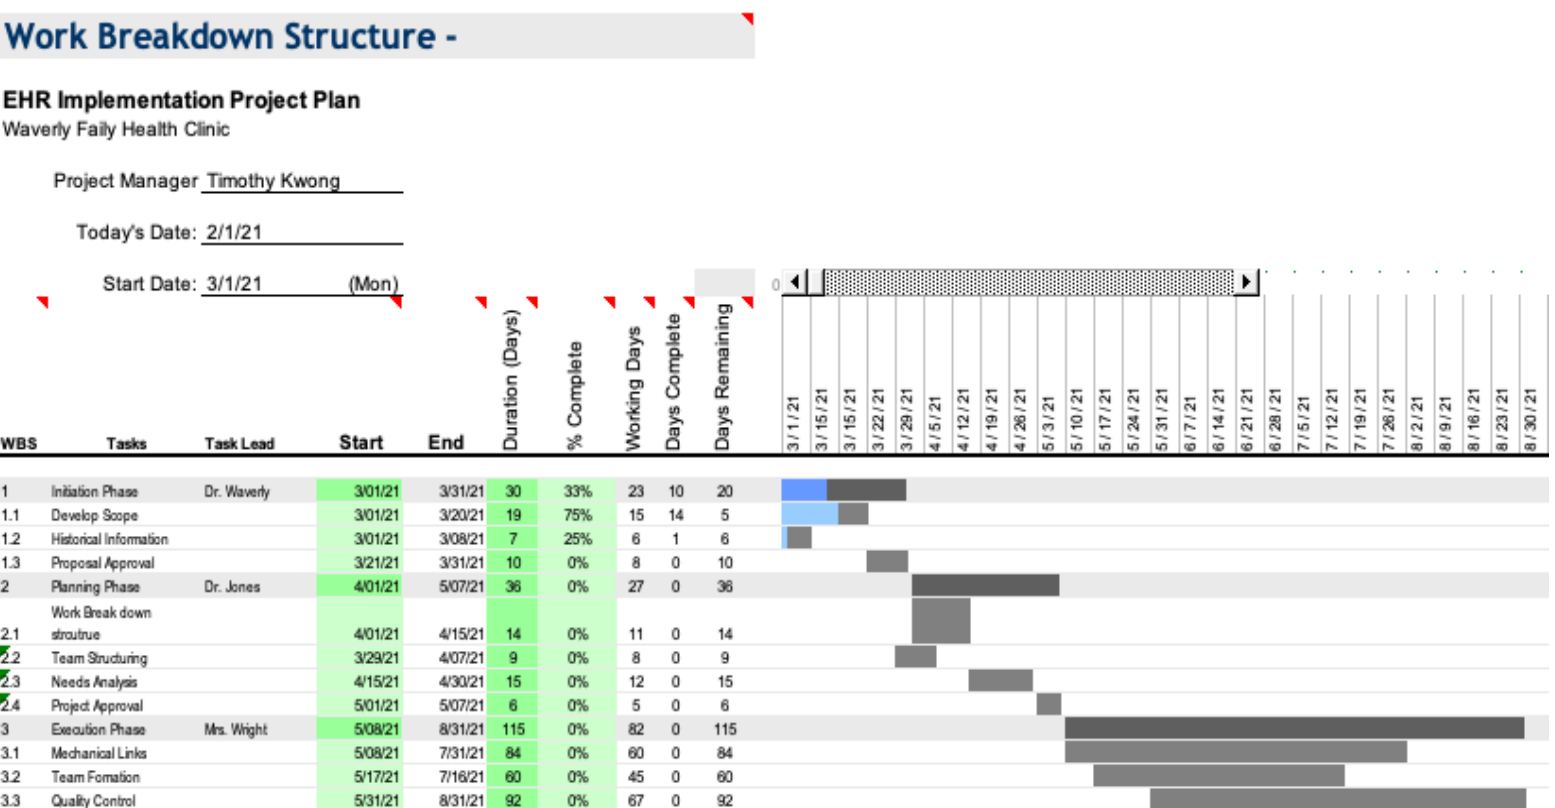 Work Breakdown Structure -
EHR Implementation Project Plan
Waverly Faily Health Clinic
Project Manager Timothy Kwong
Today's Date: 2/1/21
Start Date: 3/1/21 (Mon)
0
WBS Tasks Task Lead Start End Duration (Days) % Complete Working Days Days Complete Days Remaining 3/1/21 3/15/21 3/15/21 3/22/21 3/29/21 4/5/21 4/12/21 4/19/21 4/26/21 5/3/21 5/10/21 5/17/21 5/24/21 5/31/21 6/7/21 6/14/21 6/21/21 6/28/21 7/5/21 7/12/21 7/19/21 7/26/21 8/2/21 8/9/21 8/16/21 8/23/21 8/30/21
1 Initiation Phase Dr. Waverly 3/01/21 3/31/21 30 33% 23 10 20
1.1 Develop Scope 3/01/21 3/20/21 19 75% 15 14 5
1.2 Historical Information 3/01/21 3/08/21 7 25% 6 1 6
1.3 Proposal Approval 3/21/21 3/31/21 10 0% 8 0 10
2 Planning Phase Dr. Jones 4/01/21 5/07/21 36 0% 27 0 36
Work Break down
2.1 stroutrue 4/01/21 4/15/21 14 0% 11 0 14
2.2 Team Structuring 3/29/21 4/07/21 9 0% 8 0 9
2.3 Needs Analysis 4/15/21 4/30/21 15 0% 12 0 15
2.4 Project Approval 5/01/21 5/07/21 6 0% 5 0 6
3 Execution Phase Mrs. Wright 5/08/21 8/31/21 115 0% 82 0 115
3.1 Mechanical Links 5/08/21 7/31/21 84 0% 60 0 84
3.2 Team Fomation 5/17/21 7/16/21 60 0% 45 0 60
3.3 Quality Control 5/31/21 8/31/21 92 0% 67 0 92